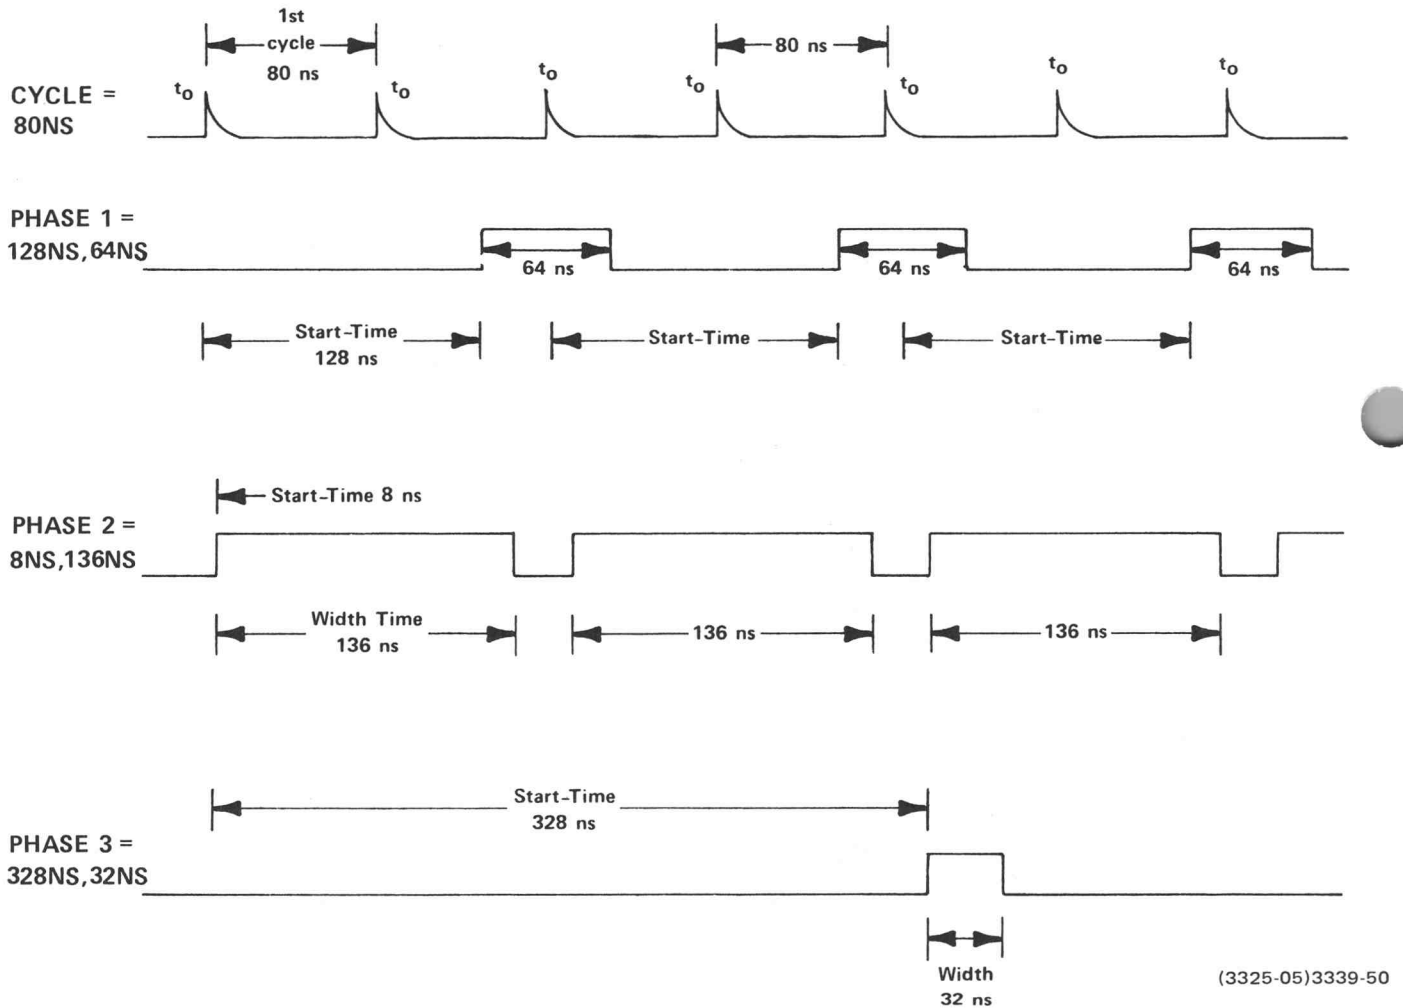 1st
cycle
80 ns
80 ns
to
to
to
to
to
to
to
CYCLE =
80NS
PHASE 1 =
128NS,64NS
64 ns
64 ns
64 ns
Start-Time
128 ns
Start-Time
Start-Time
Start-Time 8 ns
PHASE 2 =
8NS,136NS
Width Time
136 ns
136 ns
136 ns
Start-Time
328 ns
PHASE 3 =
328NS,32NS
Width
32 ns
(3325-05)3339-50